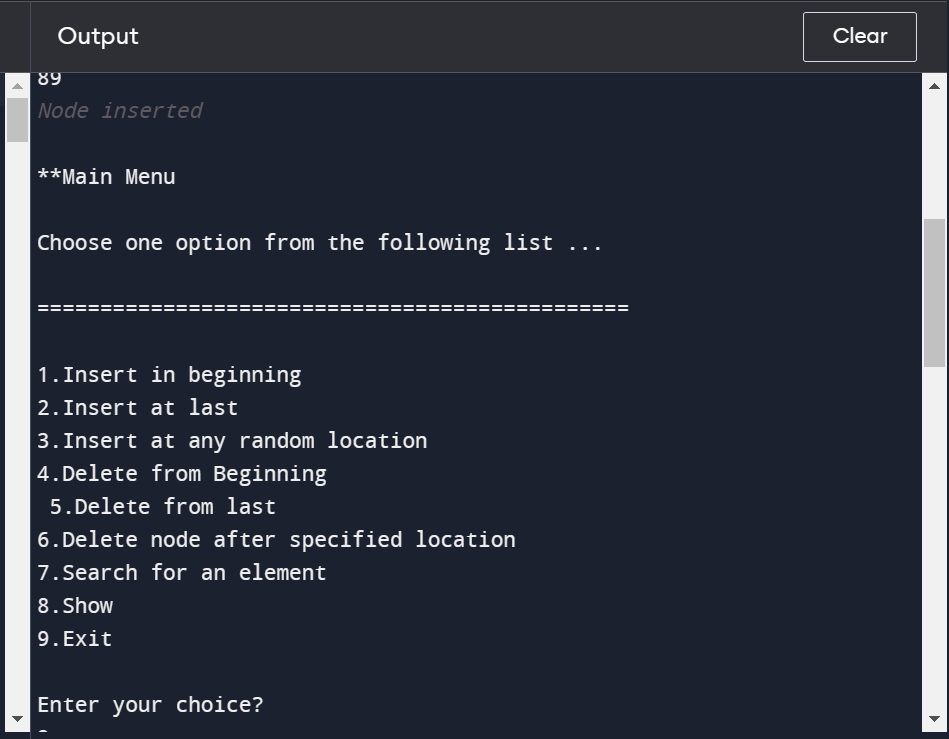 Output
Clear
89
Node inserted
**Main Menu
Choose one option from the following list ...
===============================================
1.Insert in beginning
2.Insert at last
3.Insert at any random location
4.Delete from Beginning
5.Delete from last
6.Delete node after specified location
7.Search for an element
8.Show
9.Exit
Enter your choice?